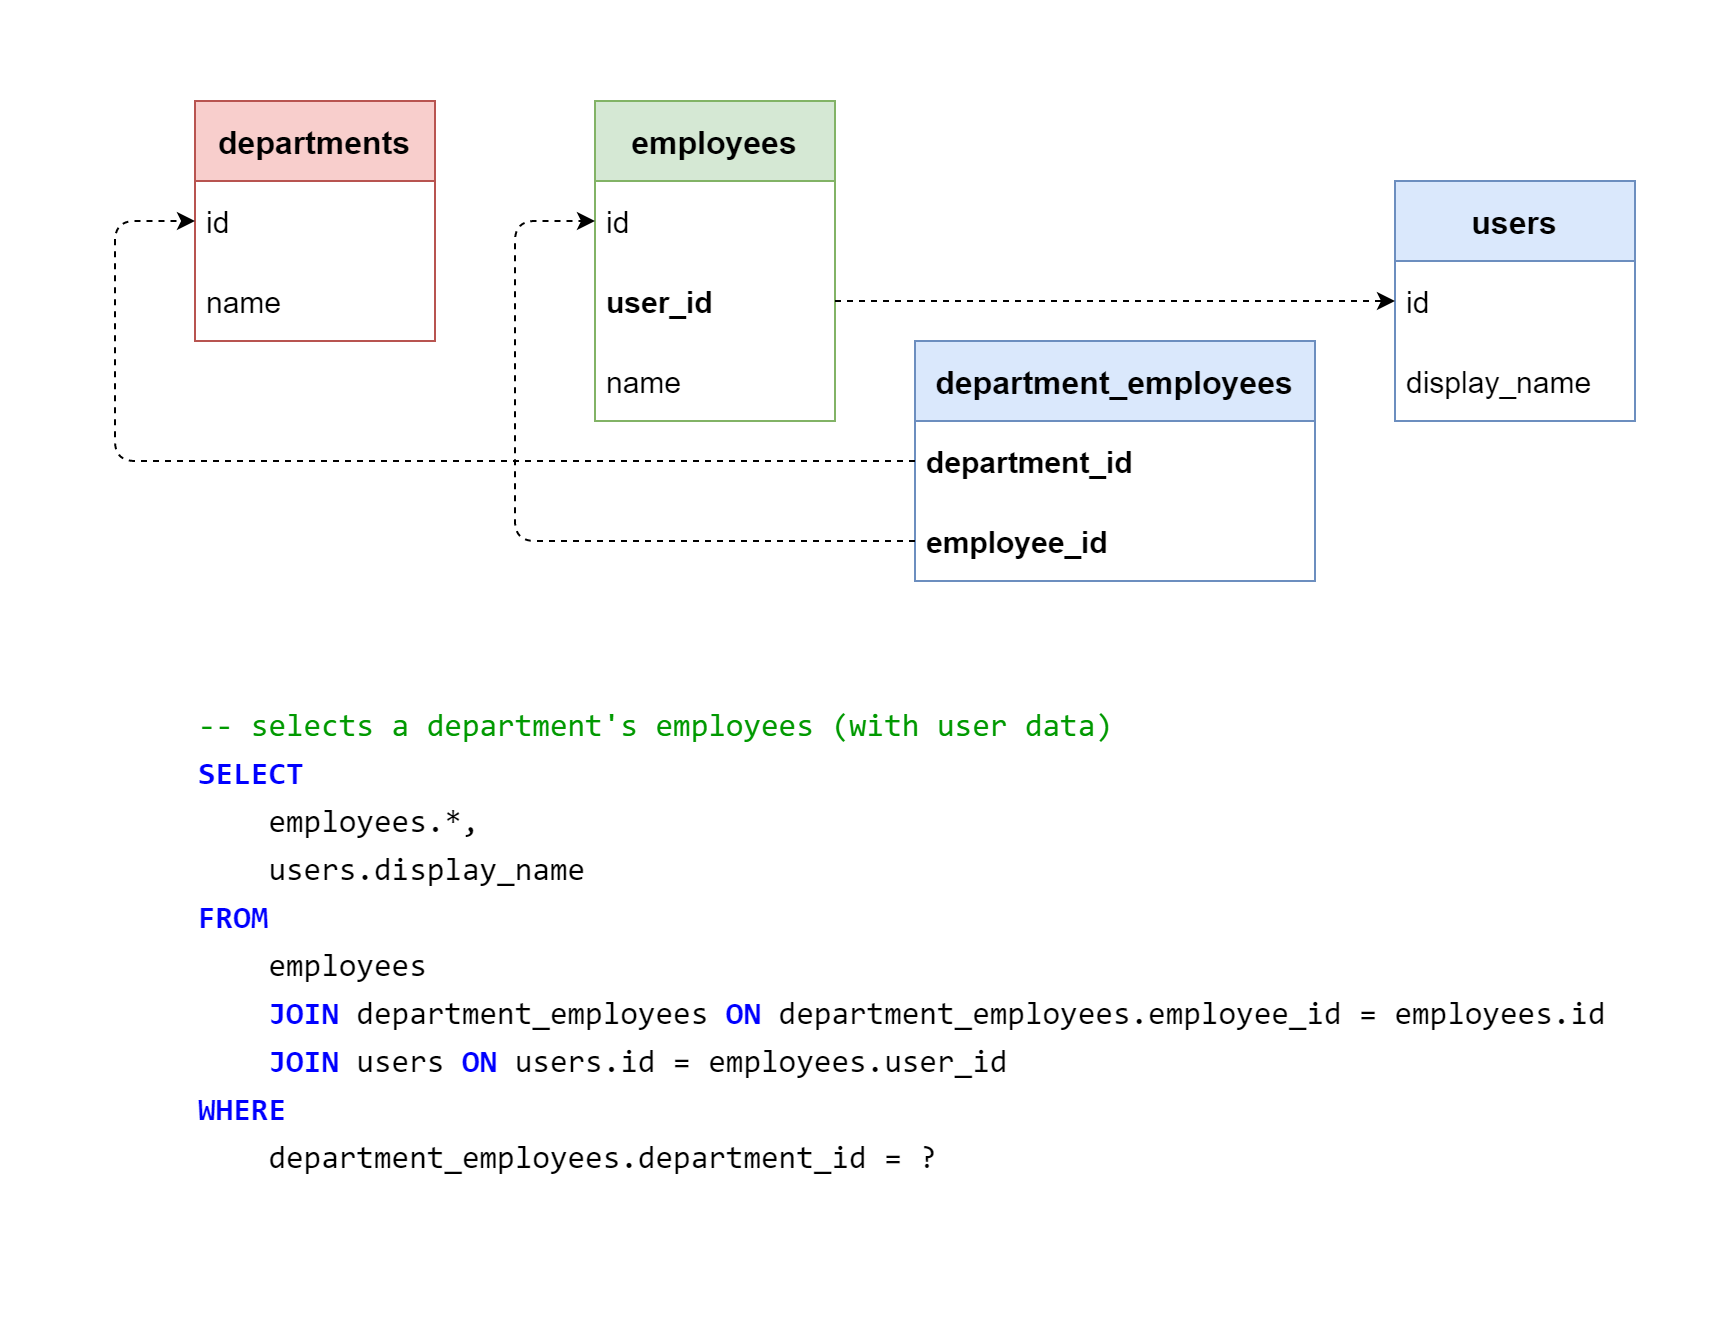 departments
id
name
employees
id
user_id
name
users
id
display_name
department_employees
department_id
employee_id
-- selects a department's employees (with user data)
SELECT
    employees.*,
    users.display_name
FROM
    employees
    JOIN department_employees ON department_employees.employee_id = employees.id
    JOIN users ON users.id = employees.user_id
WHERE
    department_employees.department_id = ?